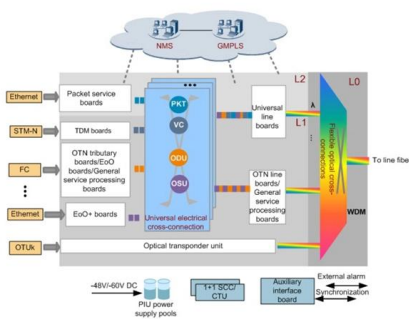 NMS
GMPLS
L2
L0
Ethernet
Packet service
boards
PKT
Universal
line
boards
λ
L1
STM-N
TDM boards
VC
FC
OTN tributary
boards/EoO
boards/General
service processing
boards
ODU
OSU
OTN line
boards/
General
service
processing
boards
Flexible optical cross-
connections
To line fibe
Ethernet
EoO+ boards
Universal electrical
cross-connection
WDM
OTUk
Optical transponder unit
-48V/-60V DC
PIU power
supply pools
1+1 SCC/
CTU
Auxiliary
interface
board
External alarm
Synchronization